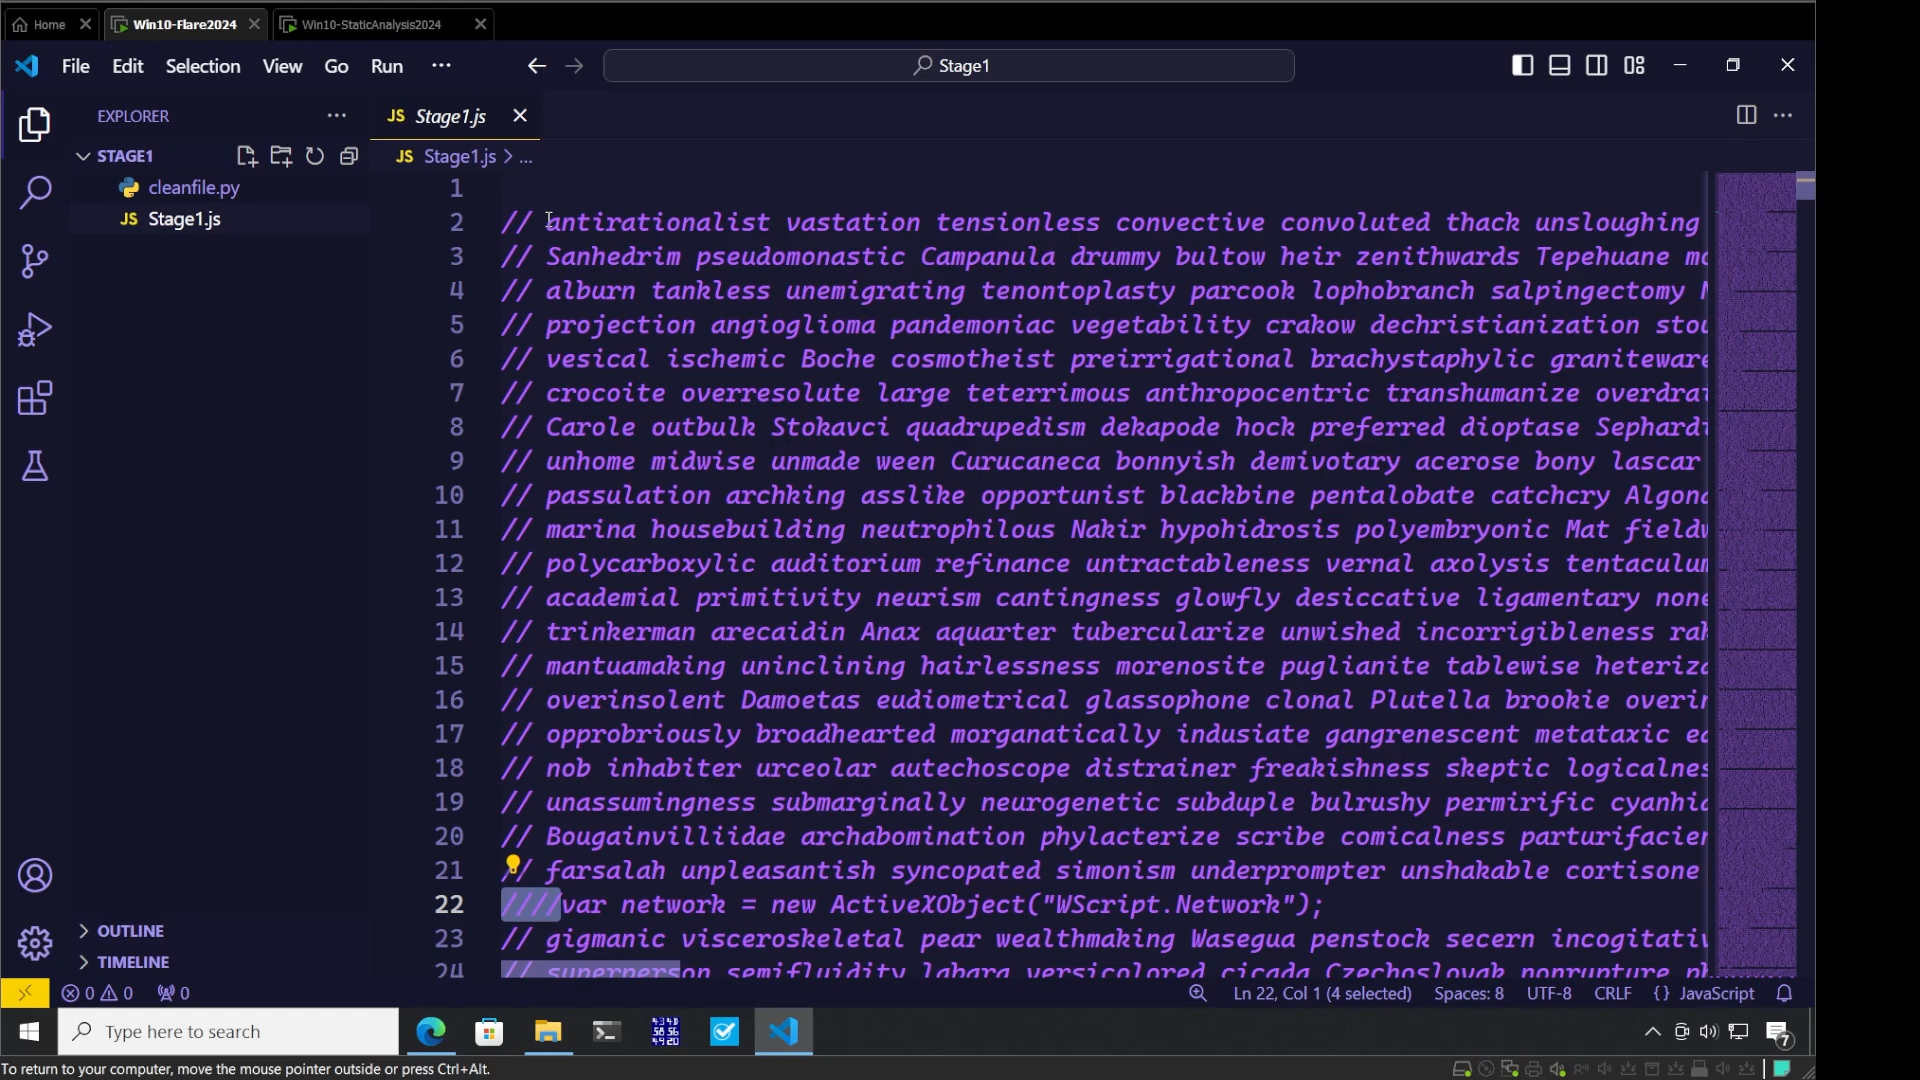 Home
Win10-Flare2024
Win10-StaticAnalysis2024
File Edit Selection View Go Run ···
Stage1
EXPLORER
JS Stage1.js
STAGE1
JS Stage1.js > ...
cleanfile.py
JS Stage1.js
1
2 // antirationalist vastation tensionless convective convoluted thack unsloughing
3 // Sanhedrim pseudomonastic Campanula drummy bultow heir zenithwards Tepehuane
4 // alburn tankless unemigrating tenontoplasty parcook lophobranch salpingectomy
5 // projection angioglioma pandemoniac vegetability crakow dechristianization
6 // vesical ischemic Boche cosmotheist preirrigational brachystaphylic graniteware
7 // crocoite overresolute large teterrimous anthropocentric transhumanize
8 // Carole outbulk Stokavci quadrupedism dekapode hock preferred dioptase
9 // unhome midwise unmade ween Curucaneca bonnyish demivotary acerose bony lascar
10 // passulation archking asslike opportunist blackbine pentalobate catchcry
11 // marina housebuilding neutrophilous Nakir hypohidrosis polyembryonic Mat
12 // polycarboxylic auditorium refinance untractableness vernal axolysis
13 // academial primitivity neurism cantingness glowfly desiccative ligamentary
14 // trinkerman arecaidin Anax aquarter tubercularize unwished incorrigibleness
15 // mantuamaking uninclining hairlessness morenosite puglianite tablewise
16 // overinsolent Damoetas eudiometrical glassophone clonal Plutella brookie
17 // opprobriously broadhearted morganatically indusiate gangrenescent metataxic
18 // nob inhabiter urceolar autechoscope distrainer freakishness skeptic
19 // unassumingness submarginally neurogenetic subduple bulrushy permirific
20 // Bougainvilliidae archabomination phylacterize scribe comicalness
21 // farsalah unpleasantish syncopated simonism underprompter unshakable cortisone
22 ////var network = new ActiveXObject("WScript.Network");
23 // gigmanic visceroskeletal pear wealthmaking Wasegua penstock secern
24 // superperson semifluidity labara versicolored cicada Czechoslovak nonrupture
OUTLINE
TIMELINE
0 0 0
Ln 22, Col 1 (4 selected) Spaces: 8 UTF-8 CRLF {} JavaScript
Type here to search
7
To return to your computer, move the mouse pointer outside or press Ctrl+Alt.